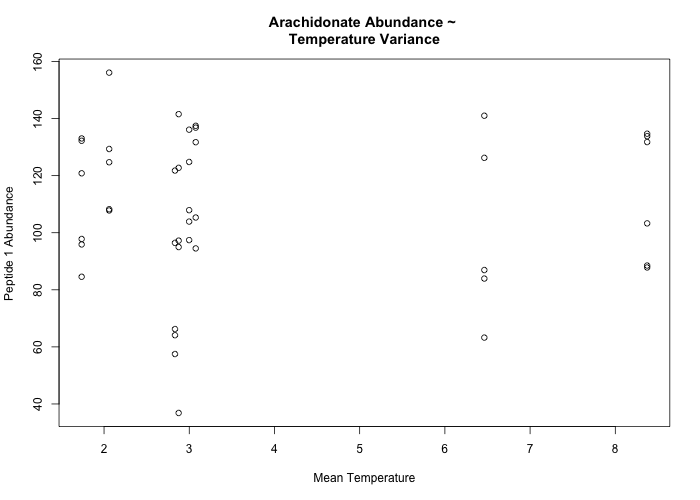 Arachidonate Abundance ~
Temperature Variance
160
140
120
100
80
60
40
Peptide 1 Abundance
2 3 4 5 6 7 8
Mean Temperature